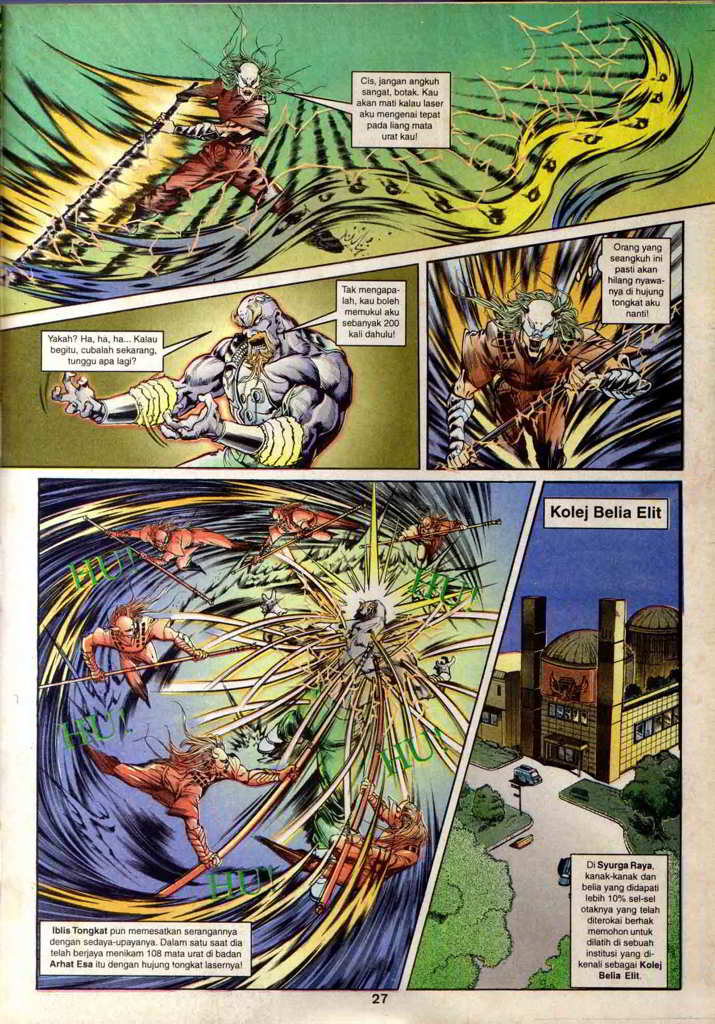 Cis, jangan angkuh
sangat, botak. Kau
akan mati kalau laser
aku mengenai tepat
pada liang mata
urat kau!
Tak mengapa-
lah, kau boleh
memukul aku
sebanyak 200
kali dahulu!
Yakah? Ha, ha, ha... Kalau
begitu, cubalah sekarang,
tunggu apa lagi?
Orang yang
seangkuh ini
pasti akan
hilang nyawa-
nya di hujung
tongkat aku
nanti!
HU!
HU!
HU!
HU!
HU!
Iblis Tongkat pun memesatkan serangannya
dengan sedaya-upayanya. Dalam satu saat dia
telah berjaya menikam 108 mata urat di badan
Arhat Esa itu dengan hujung tongkat lasernya!
Kolej Belia Elit
Di Syurga Raya,
kanak-kanak dan
belia yang didapati
lebih 10% sel-sel
otaknya yang telah
diterokai berhak
memohon untuk
dilatih di sebuah
institusi yang di-
kenali sebagai Kolej
Belia Elit.
27